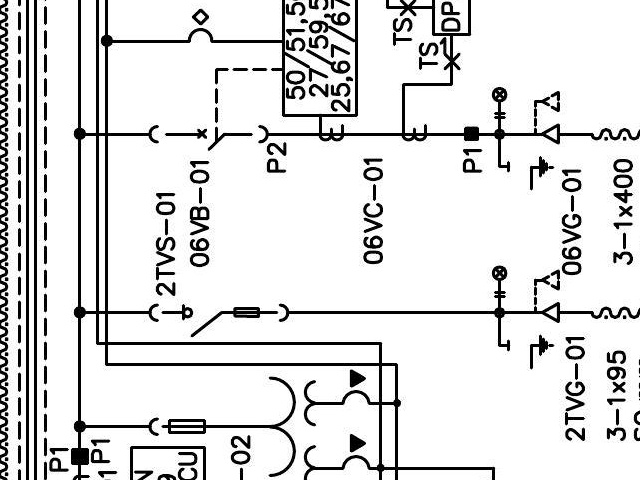 50/51,5
27/59,5
25,67/67
TS
DP
TS1
P2
P1
2TVS-01
06VB-01
06VC-01
06VG-01
3-1x400
2TVG-01
3-1x95
P1
P1
-02
CU